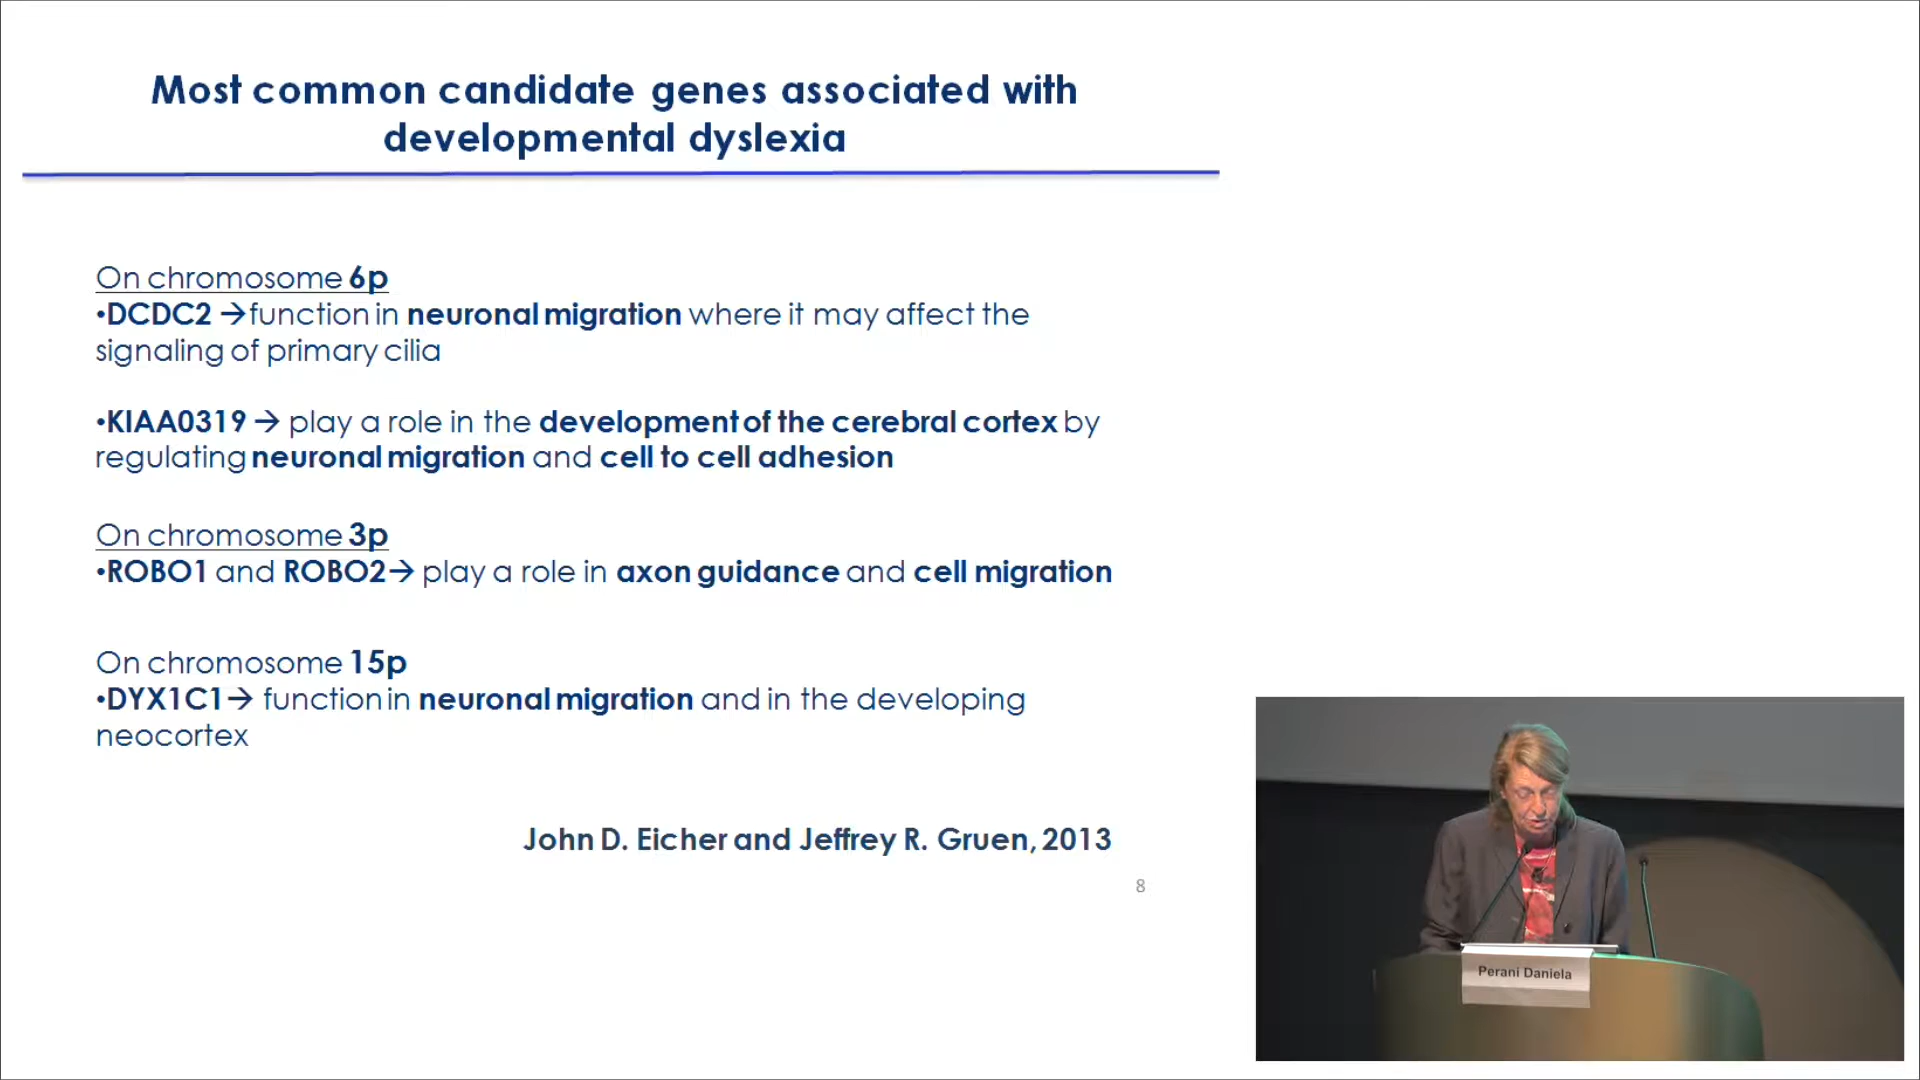 Most common candidate genes associated with
developmental dyslexia
On chromosome 6p
•DCDC2 →function in neuronal migration where it may affect the
signaling of primary cilia
•KIAA0319 → play a role in the development of the cerebral cortex by
regulating neuronal migration and cell to cell adhesion
On chromosome 3p
•ROBO1 and ROBO2→ play a role in axon guidance and cell migration
On chromosome 15p
•DYX1C1→ function in neuronal migration and in the developing
neocortex
John D. Eicher and Jeffrey R. Gruen, 2013
8
Perani Daniela